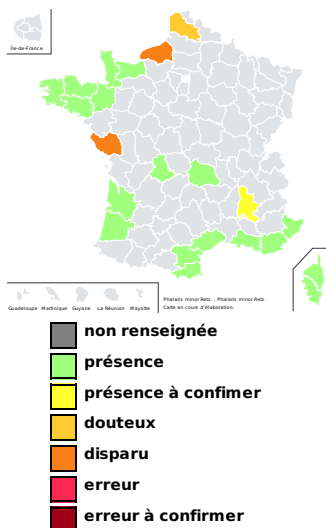 Île-de-France
Guadeloupe Martinique Guyane La Réunion Mayotte
Phalaris minor Retz. , Phalaris minor Retz .
Carte en cours d'élaboration.
non renseignée
présence
présence à confimer
douteux
disparu
erreur
erreur à confirmer